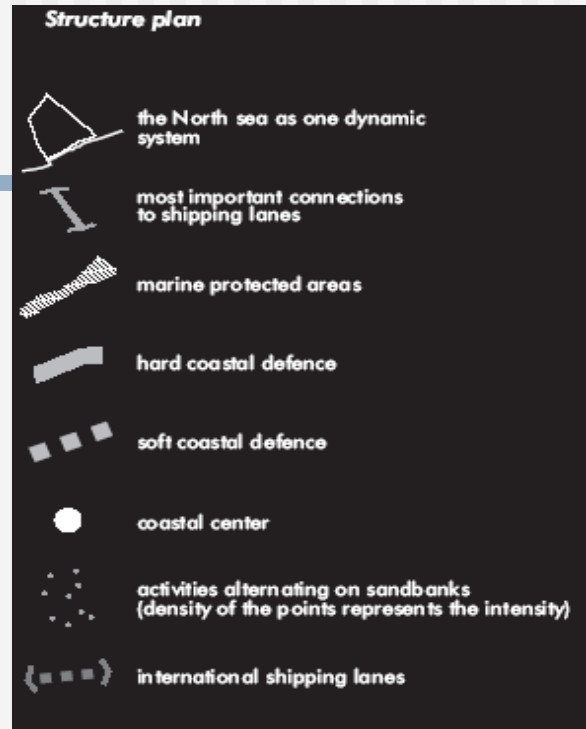 Structure plan
the North sea as one dynamic
system
most important connections
to shipping lanes
marine protected areas
hard coastal defence
soft coastal defence
coastal center
activities alternating on sandbanks
(density of the points represents the intensity)
international shipping lanes